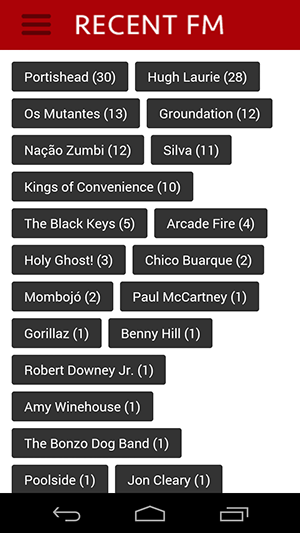 RECENT FM
Portishead (30) Hugh Laurie (28)
Os Mutantes (13) Groundation (12)
Nação Zumbi (12) Silva (11)
Kings of Convenience (10)
The Black Keys (5) Arcade Fire (4)
Holy Ghost! (3) Chico Buarque (2)
Mombojó (2) Paul McCartney (1)
Gorillaz (1) Benny Hill (1)
Robert Downey Jr. (1)
Amy Winehouse (1)
The Bonzo Dog Band (1)
Poolside (1) Jon Cleary (1)